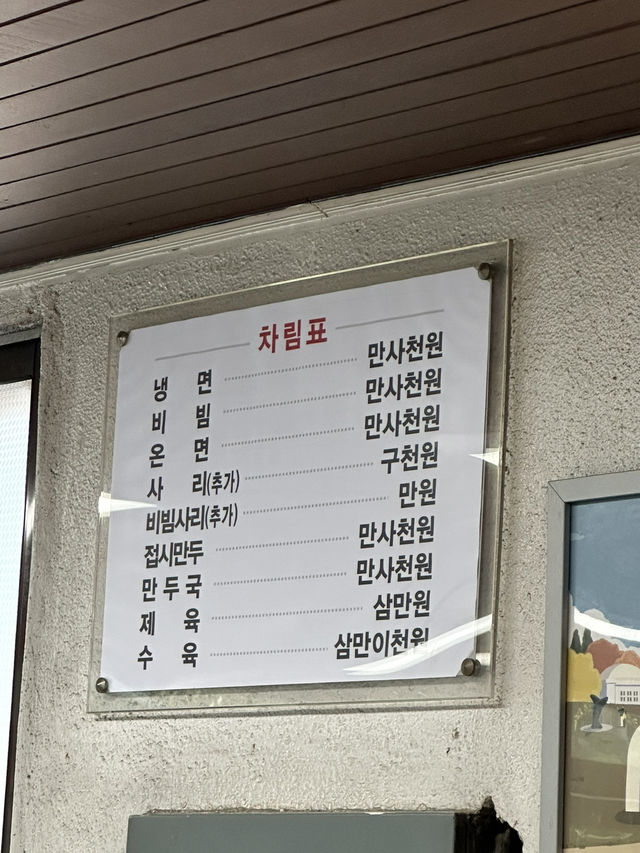 차림표
냉 면 만사천원
비 빔 만사천원
온 면 만사천원
사 리(추가) 구천원
비빔사리(추가) 만원
접시만두 만사천원
만두국 만사천원
제 육 삼만원
수 육 삼만이천원